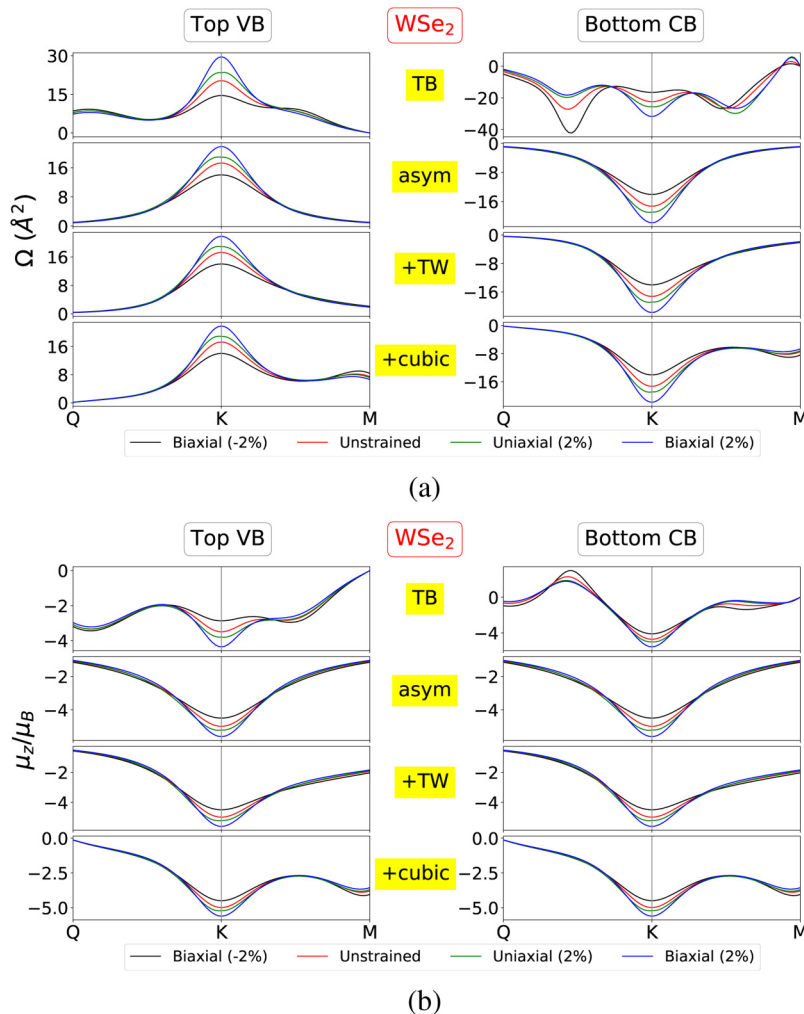 Top VB WSe₂ Bottom CB
30
15
0
TB
0
−20
−40
16
8
0
asym
0
−8
−16
Ω (Å²)
16
8
0
+TW
0
−8
−16
16
8
0
+cubic
0
−8
−16
Q K M Q K M
Biaxial (-2%) Unstrained Uniaxial (2%) Biaxial (2%)
(a)
Top VB WSe₂ Bottom CB
0
−2
−4
TB
0
−4
−2
−4
asym
−2
−4
μz/μB
−2
−4
+TW
−2
−4
0.0
−2.5
−5.0
+cubic
0.0
−2.5
−5.0
Q K M Q K M
Biaxial (-2%) Unstrained Uniaxial (2%) Biaxial (2%)
(b)